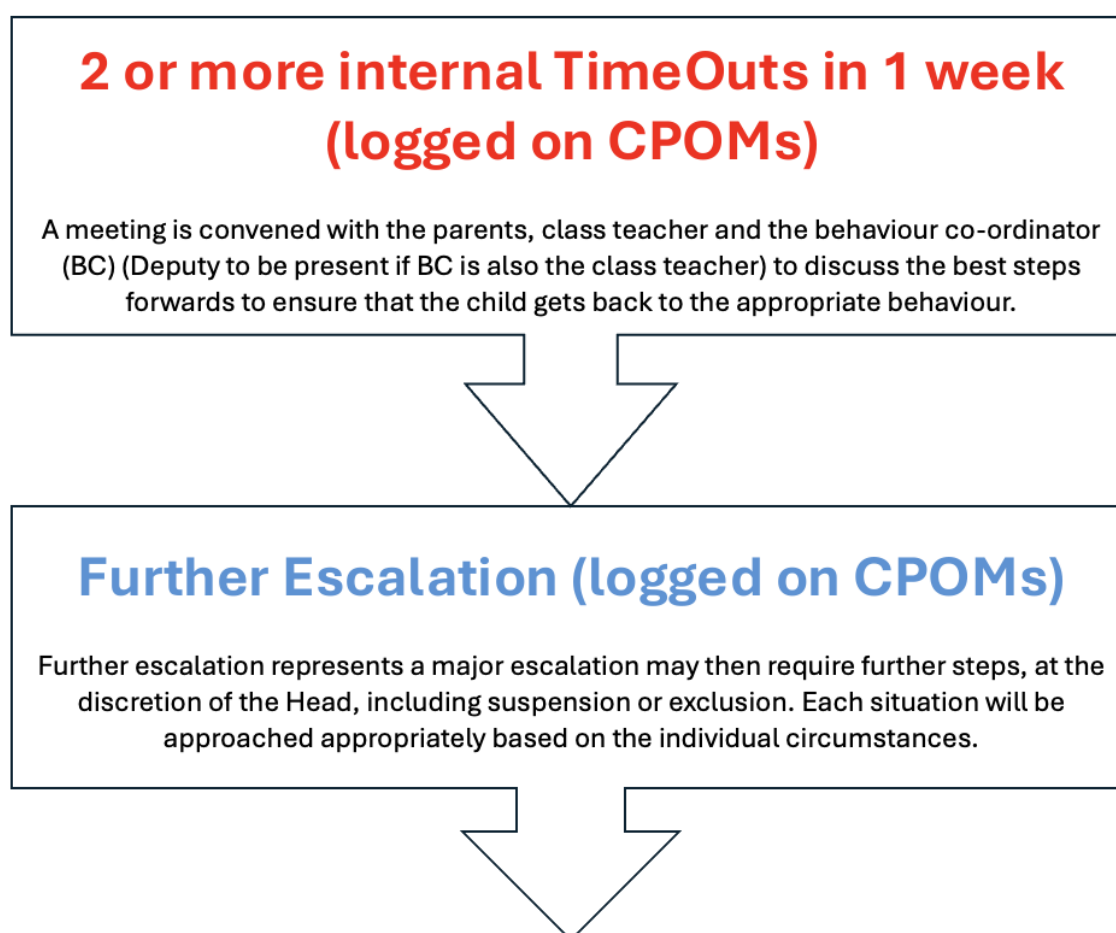 2 or more internal TimeOuts in 1 week
(logged on CPOMs)
A meeting is convened with the parents, class teacher and the behaviour co-ordinator
(BC) (Deputy to be present if BC is also the class teacher) to discuss the best steps
forwards to ensure that the child gets back to the appropriate behaviour.
Further Escalation (logged on CPOMs)
Further escalation represents a major escalation may then require further steps, at the
discretion of the Head, including suspension or exclusion. Each situation will be
approached appropriately based on the individual circumstances.